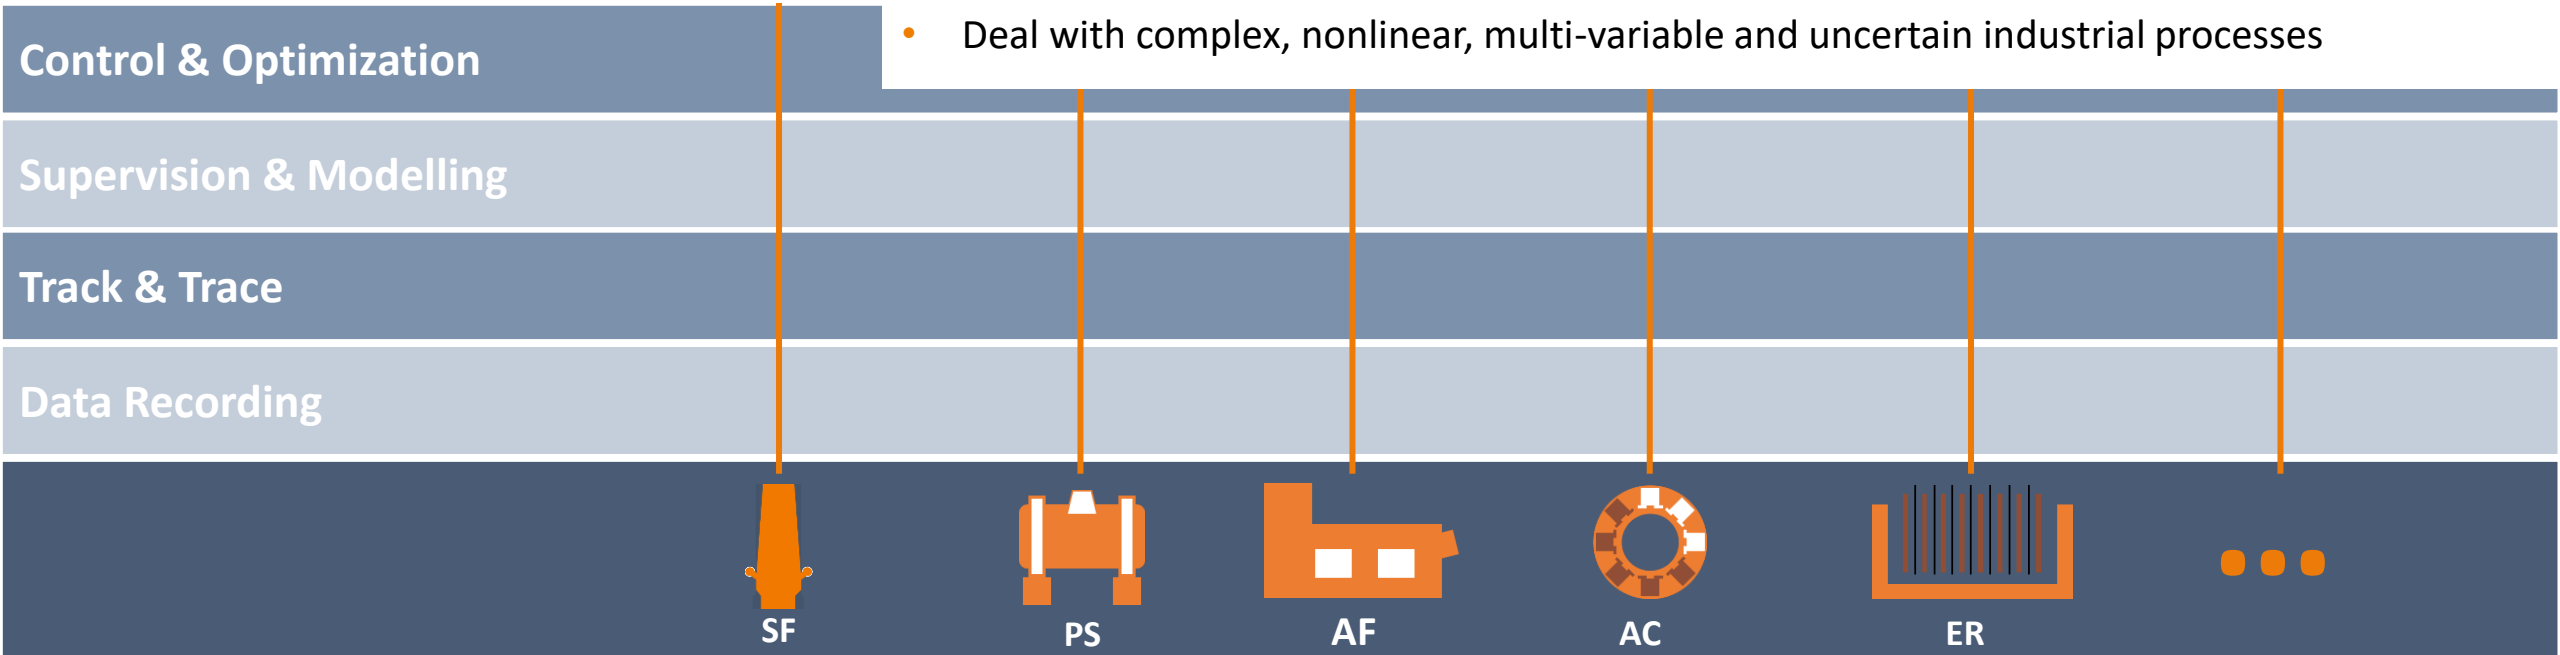 Control & Optimization
• Deal with complex, nonlinear, multi-variable and uncertain industrial processes
Supervision & Modelling
Track & Trace
Data Recording
SF PS AF AC ER